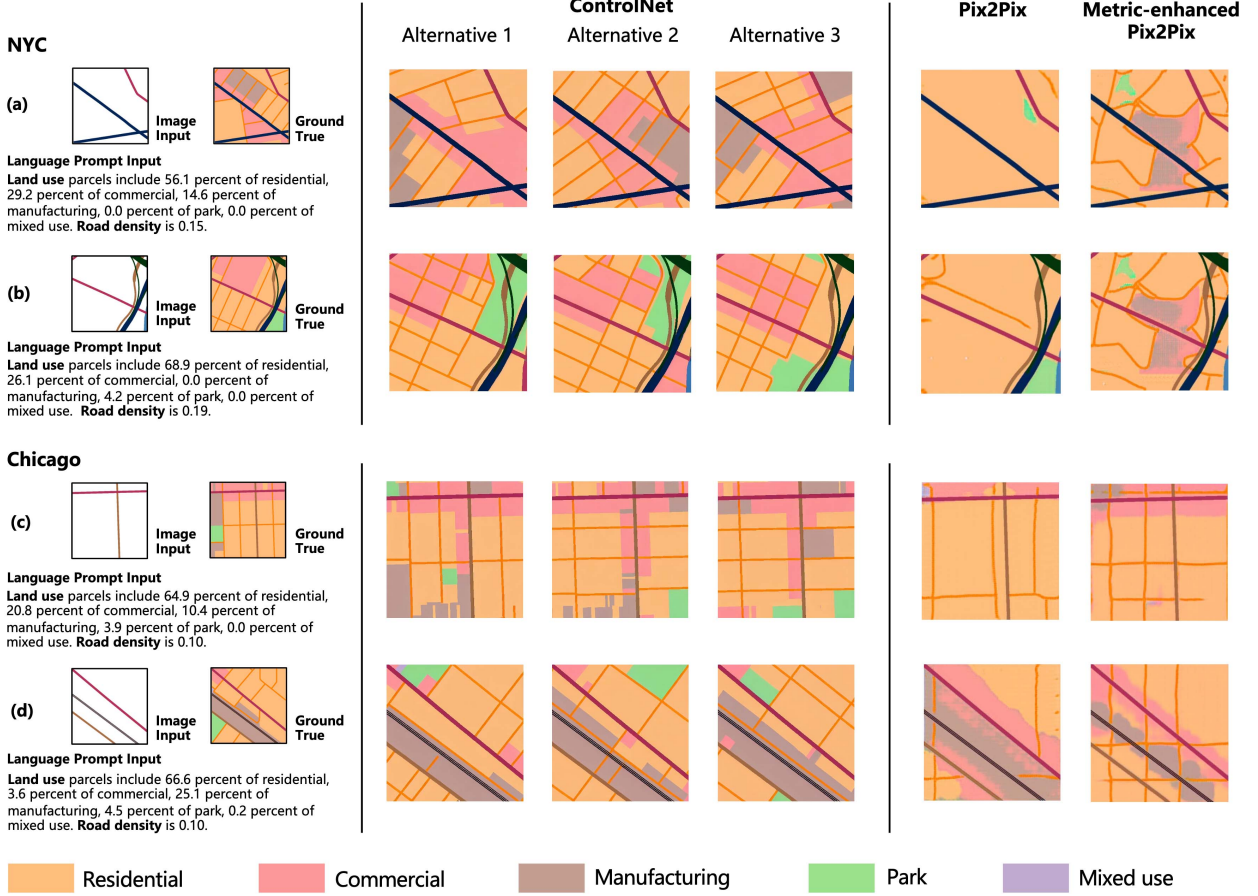 ControlNet
Pix2Pix
Metric-enhanced
Pix2Pix
Alternative 1
Alternative 2
Alternative 3
NYC
(a)
Image
Input
Ground
True
Language Prompt Input
Land use parcels include 56.1 percent of residential,
29.2 percent of commercial, 14.6 percent of
manufacturing, 0.0 percent of park, 0.0 percent of
mixed use. Road density is 0.15.
(b)
Image
Input
Ground
True
Language Prompt Input
Land use parcels include 68.9 percent of residential,
26.1 percent of commercial, 0.0 percent of
manufacturing, 4.2 percent of park, 0.0 percent of
mixed use. Road density is 0.19.
Chicago
(c)
Image
Input
Ground
True
Language Prompt Input
Land use parcels include 64.9 percent of residential,
20.8 percent of commercial, 10.4 percent of
manufacturing, 3.9 percent of park, 0.0 percent of
mixed use. Road density is 0.10.
(d)
Image
Input
Ground
True
Language Prompt Input
Land use parcels include 66.6 percent of residential,
3.6 percent of commercial, 25.1 percent of
manufacturing, 4.5 percent of park, 0.2 percent of
mixed use. Road density is 0.10.
Residential
Commercial
Manufacturing
Park
Mixed use